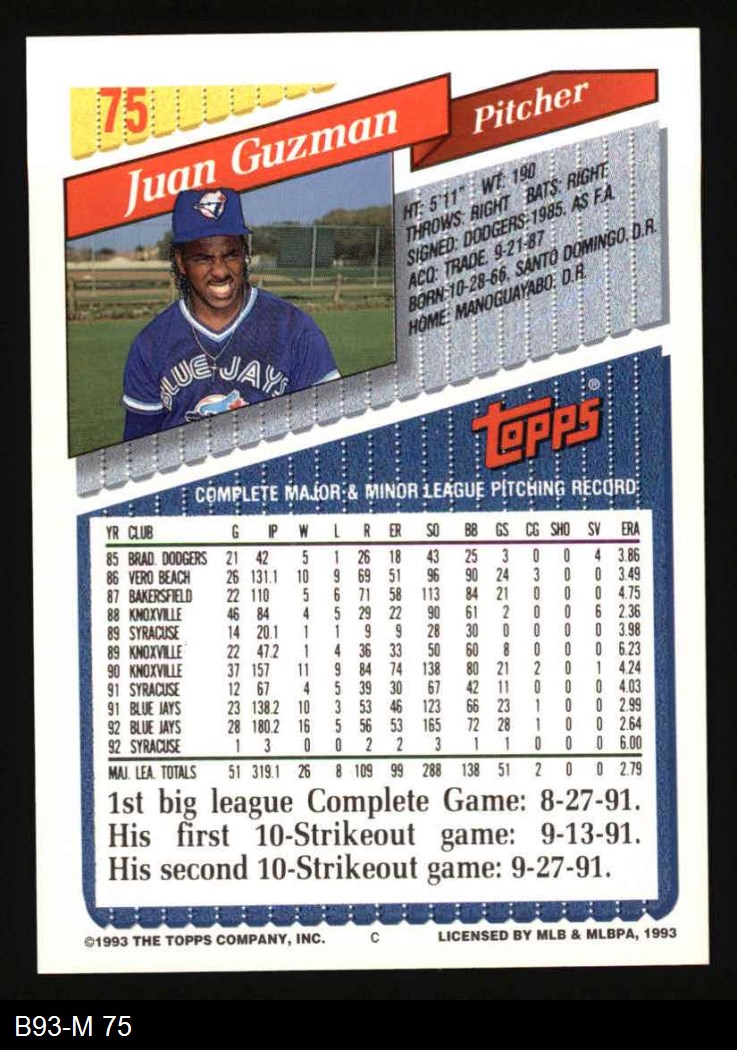 75
Juan Guzman
Pitcher
HT: 5'11" WT: 190
THROWS: RIGHT BATS: RIGHT
SIGNED: DODGERS-1985, AS F.A.
ACQ: TRADE, 9-21-87
BORN: 10-28-66, SANTO DOMINGO, D.R.
HOME: MANOGUAYABO, D.R.
BLUE JAYS
topps®
COMPLETE MAJOR & MINOR LEAGUE PITCHING RECORD
YR CLUB G IP W L R ER SO BB GS CG SHO SV ERA
85 BRAD. DODGERS 21 42 5 1 26 18 43 25 3 0 0 4 3.86
86 VERO BEACH 26 131.1 10 9 69 51 96 90 24 3 0 0 3.49
87 BAKERSFIELD 22 110 5 6 71 58 113 84 21 0 0 0 4.75
88 KNOXVILLE 46 84 4 5 29 22 90 61 2 0 0 6 2.36
89 SYRACUSE 14 20.1 1 1 9 9 28 30 0 0 0 0 3.98
89 KNOXVILLE 22 47.2 1 4 36 33 50 60 8 0 0 0 6.23
90 KNOXVILLE 37 157 11 9 84 74 138 80 21 2 0 1 4.24
91 SYRACUSE 12 67 4 5 39 30 67 42 11 0 0 0 4.03
91 BLUE JAYS 23 138.2 10 3 53 46 123 66 23 1 0 0 2.99
92 BLUE JAYS 28 180.2 16 5 56 53 165 72 28 1 0 0 2.64
92 SYRACUSE 1 3 0 0 2 2 3 1 1 0 0 0 6.00
MAJ. LEA. TOTALS 51 319.1 26 8 109 99 288 138 51 2 0 0 2.79
1st big league Complete Game: 8-27-91.
His first 10-Strikeout game: 9-13-91.
His second 10-Strikeout game: 9-27-91.
©1993 THE TOPPS COMPANY, INC. C LICENSED BY MLB & MLBPA, 1993
B93-M 75